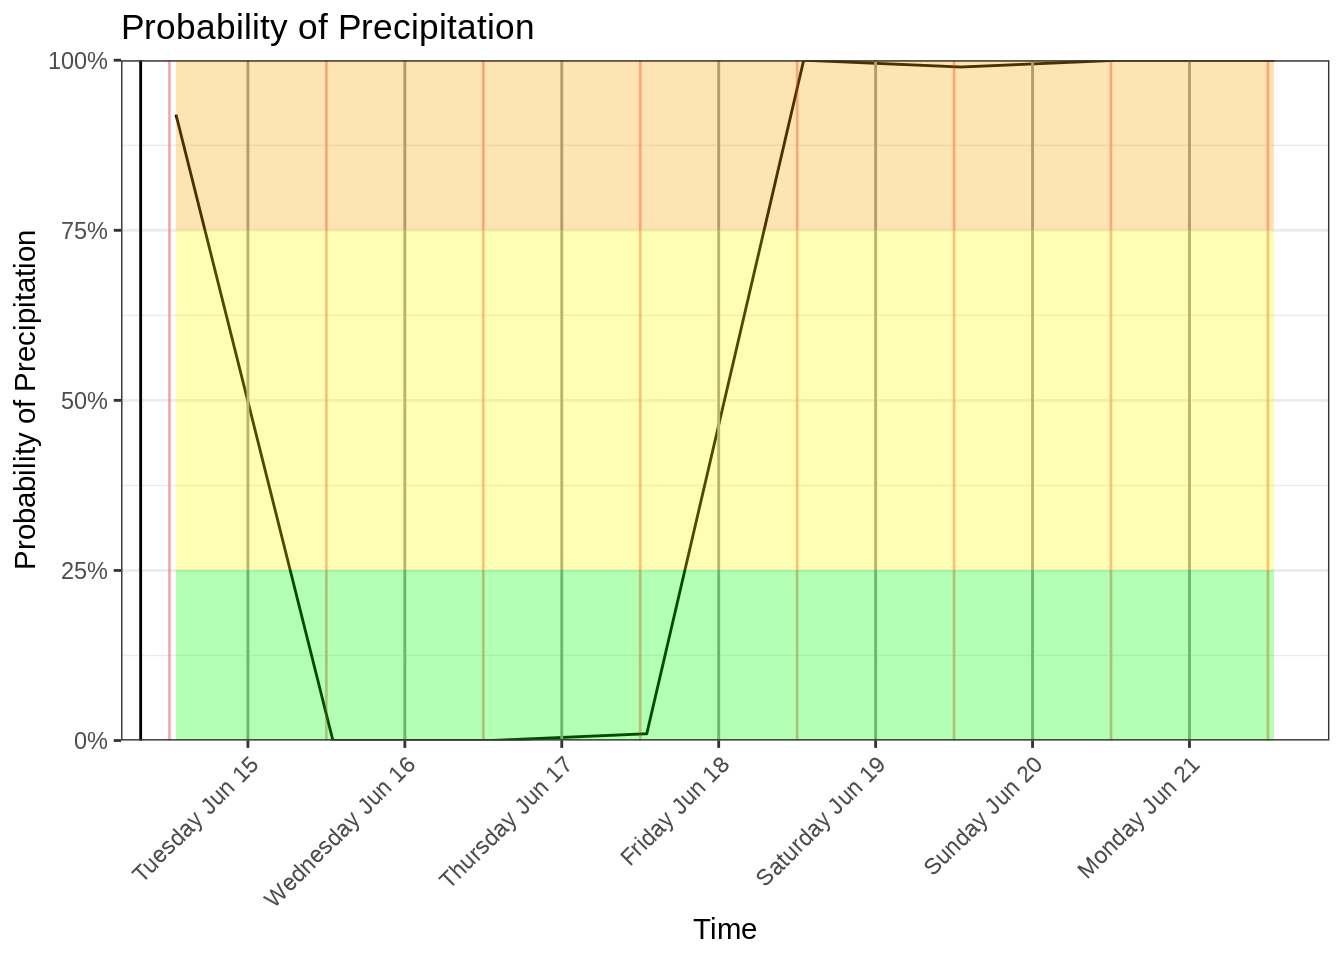 Probability of Precipitation
Probability of Precipitation
100%
75%
50%
25%
0%
Tuesday Jun 15
Wednesday Jun 16
Thursday Jun 17
Friday Jun 18
Saturday Jun 19
Sunday Jun 20
Monday Jun 21
Time